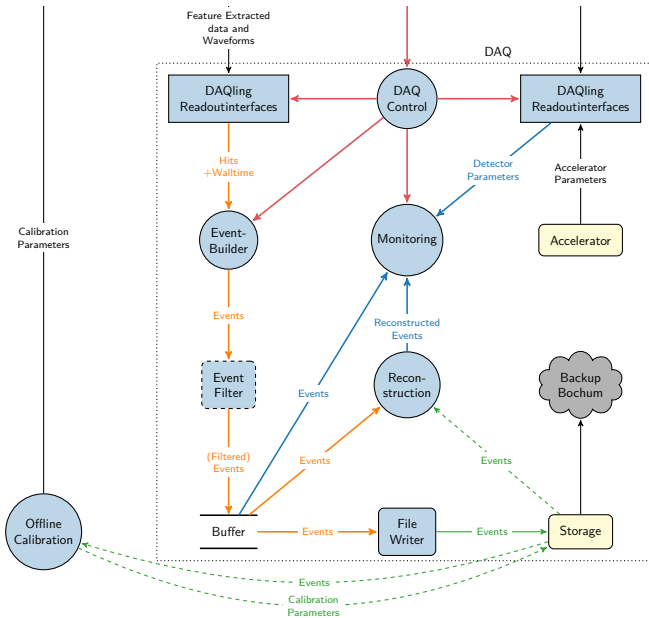 Feature Extracted
data and
Waveforms
DAQ
DAQling
Readoutinterfaces
DAQ
Control
DAQling
Readoutinterfaces
Hits
+Walltime
Detector
Parameters
Accelerator
Parameters
Calibration
Parameters
Event-
Builder
Monitoring
Accelerator
Events
Reconstructed
Events
Event
Filter
Events
Recon-
struction
Backup
Bochum
(Filtered)
Events
Events
Events
Offline
Calibration
Buffer
Events
File
Writer
Events
Storage
Events
Calibration
Parameters